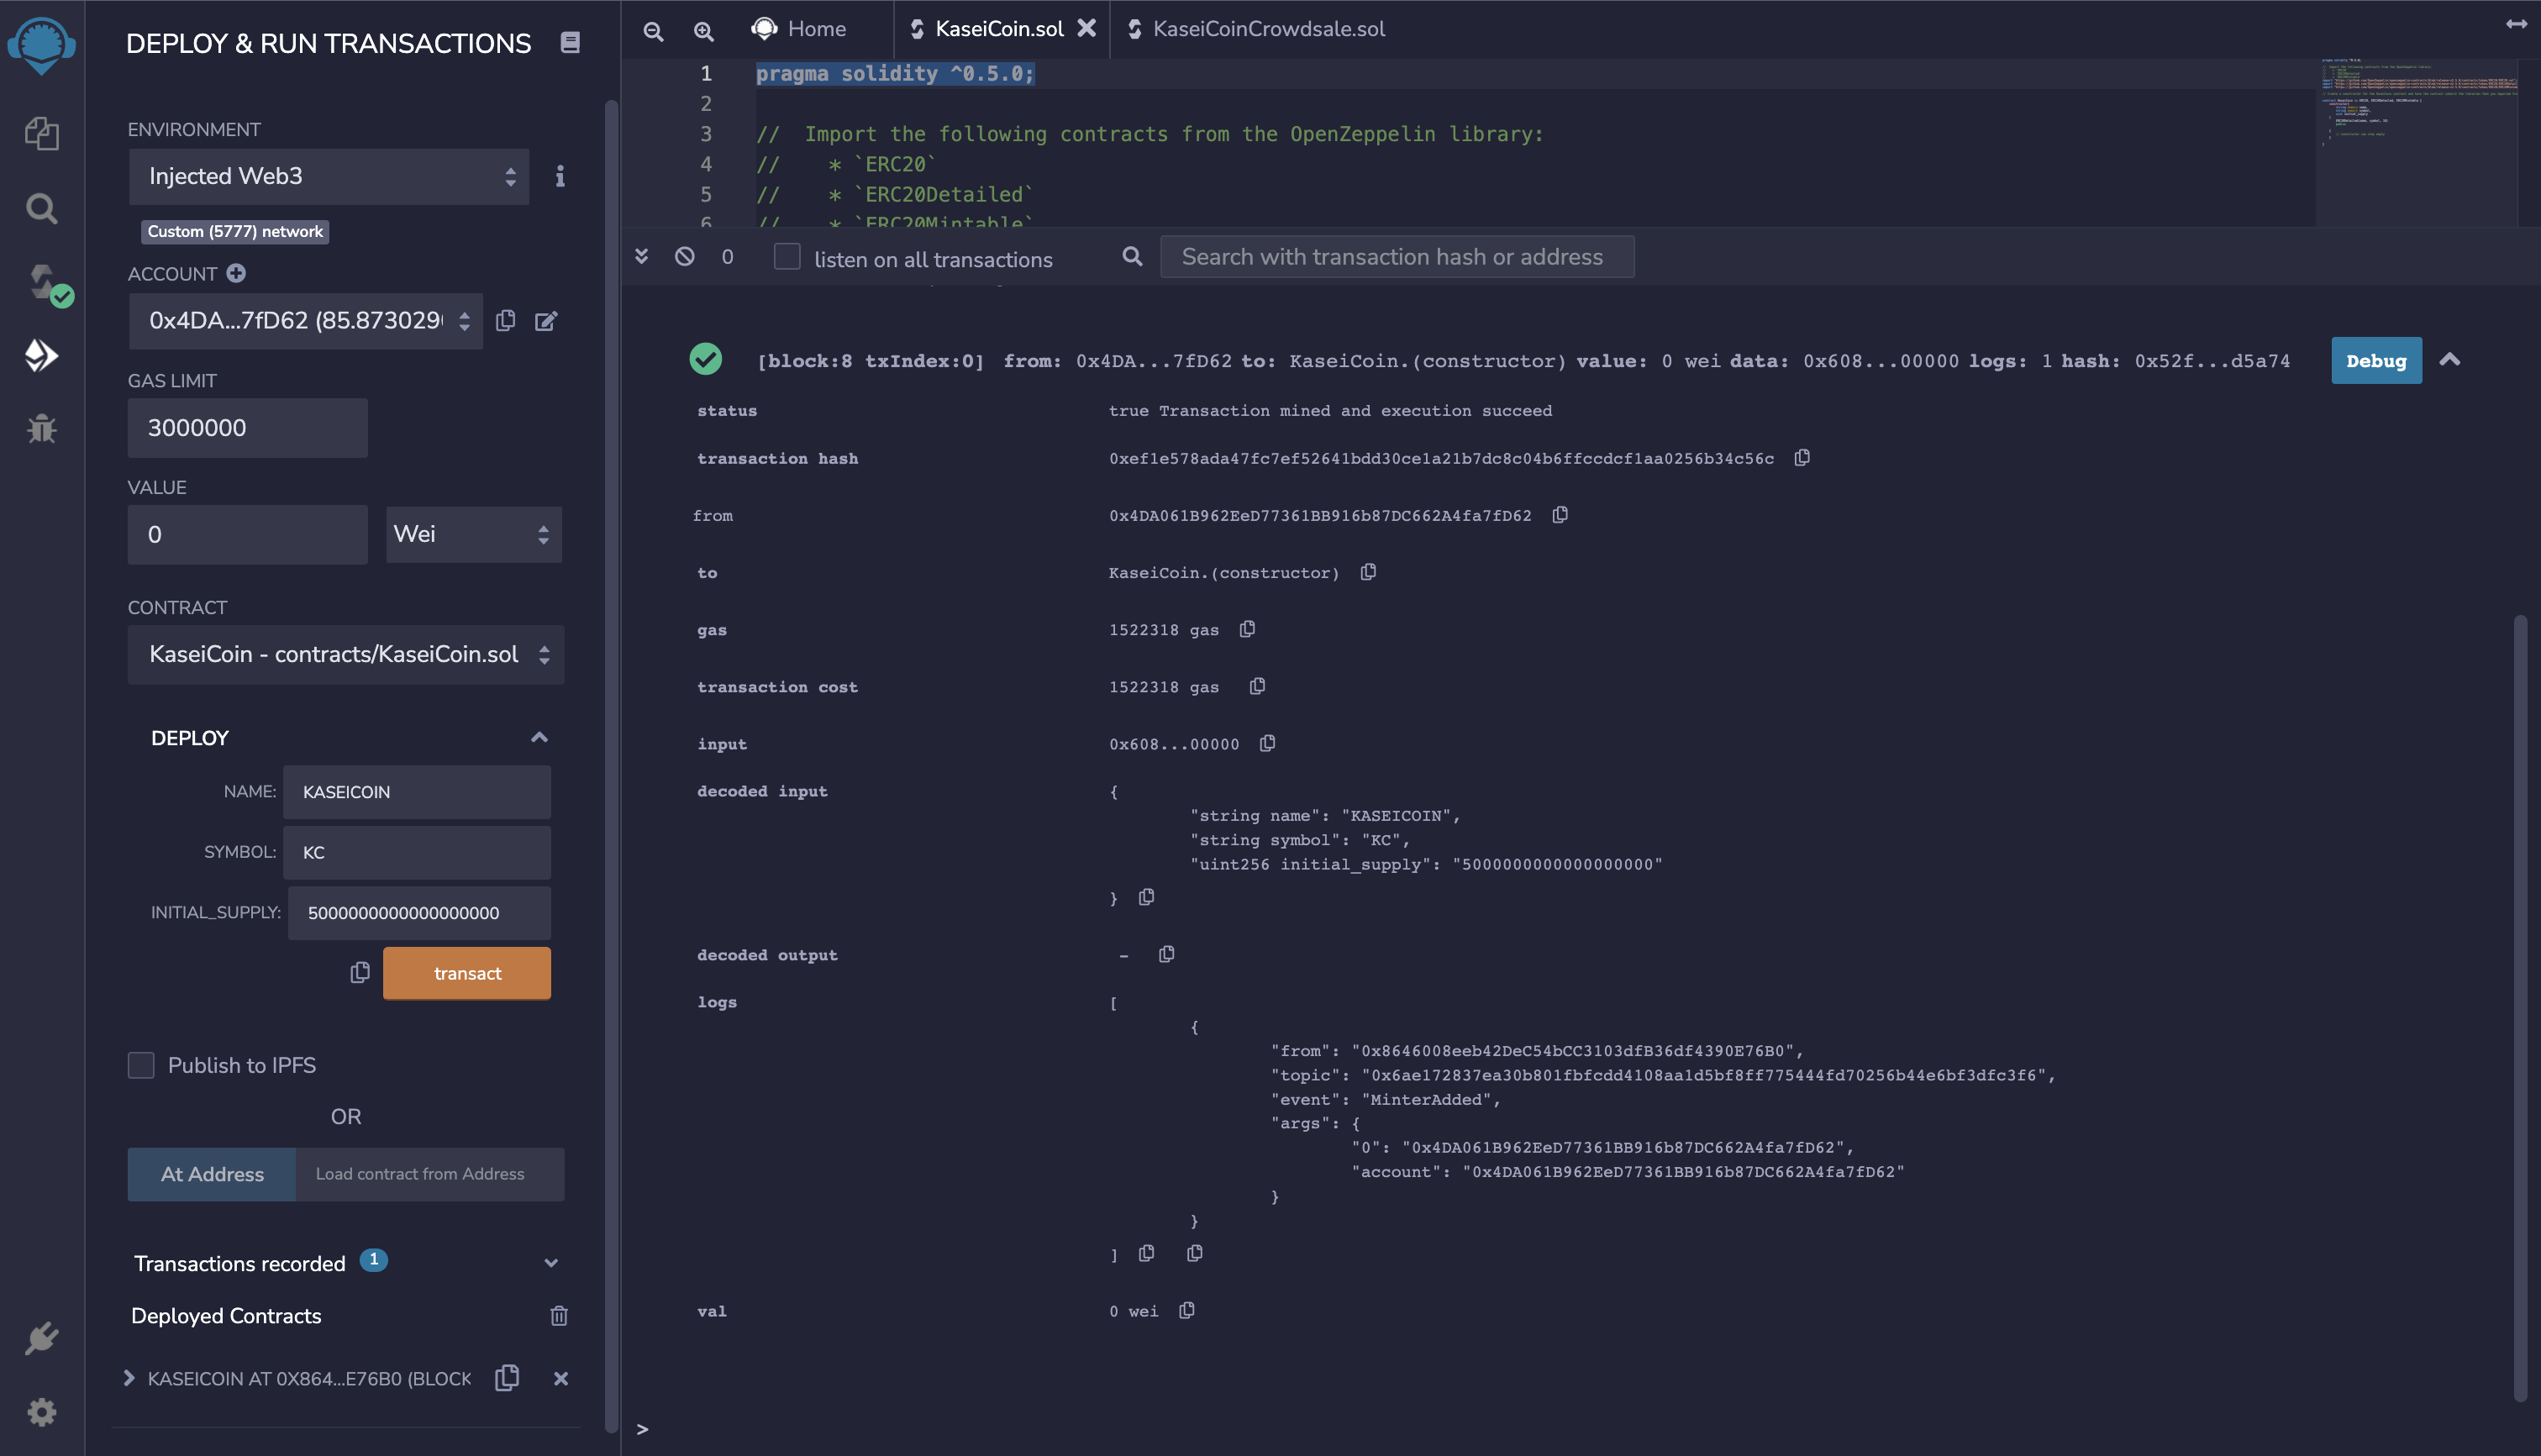 DEPLOY & RUN TRANSACTIONS
ENVIRONMENT
Injected Web3
Custom (5777) network
ACCOUNT
0x4DA...7fD62 (85.873029
GAS LIMIT
3000000
VALUE
0
Wei
CONTRACT
KaseiCoin - contracts/KaseiCoin.sol
DEPLOY
NAME: KASEICOIN
SYMBOL: KC
INITIAL_SUPPLY: 5000000000000000000
transact
Publish to IPFS
OR
At Address Load contract from Address
Transactions recorded 1
Deployed Contracts
KASEICOIN AT 0X864...E76B0 (BLOCK
Home KaseiCoin.sol KaseiCoinCrowdsale.sol
1 pragma solidity ^0.5.0;
2
3 // Import the following contracts from the OpenZeppelin library:
4 // * `ERC20`
5 // * `ERC20Detailed`
6 // * `ERC20Mintable`
0 listen on all transactions Search with transaction hash or address
[block:8 txIndex:0] from: 0x4DA...7fD62 to: KaseiCoin.(constructor) value: 0 wei data: 0x608...00000 logs: 1 hash: 0x52f...d5a74 Debug
status true Transaction mined and execution succeed
transaction hash 0xef1e578ada47fc7ef52641bdd30ce1a21b7dc8c04b6ffccdcf1aa0256b34c56c
from 0x4DA061B962EeD77361BB916b87DC662A4fa7fD62
to KaseiCoin.(constructor)
gas 1522318 gas
transaction cost 1522318 gas
input 0x608...00000
decoded input {
"string name": "KASEICOIN",
"string symbol": "KC",
"uint256 initial_supply": "5000000000000000000"
}
decoded output -
logs [
{
"from": "0x8646008eeb42DeC54bCC3103dfB36df4390E76B0",
"topic": "0x6ae172837ea30b801fbfcdd4108aa1d5bf8ff775444fd70256b44e6bf3dfc3f6",
"event": "MinterAdded",
"args": {
"0": "0x4DA061B962EeD77361BB916b87DC662A4fa7fD62",
"account": "0x4DA061B962EeD77361BB916b87DC662A4fa7fD62"
}
}
]
val 0 wei
>